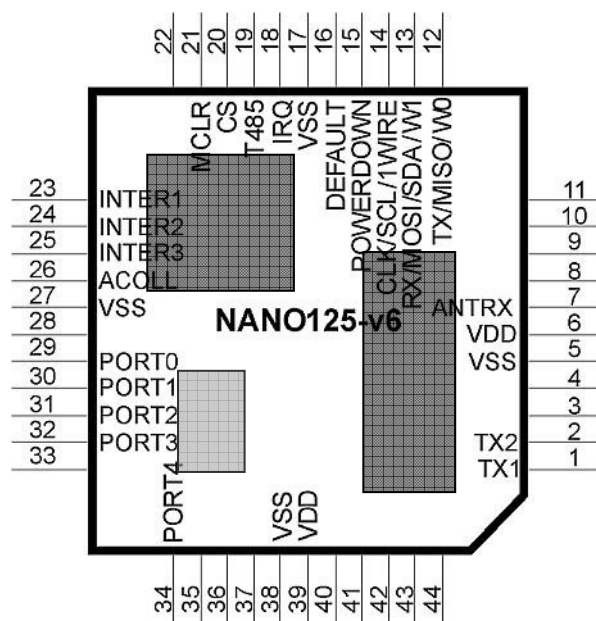 22
21
20
19
18
17
16
15
14
13
12
MCLR
CS
T485
IRQ
VSS
DEFAULT
POWERDOWN
CLK/SCL/1WIRE
RX/MOSI/SDA/W1
TX/MISO/W0
23
24
25
26
27
28
29
30
31
32
33
INTER1
INTER2
INTER3
ACOLL
VSS
PORT0
PORT1
PORT2
PORT3
PORT4
NANO125-v6
ANTRX
VDD
VSS
TX2
TX1
11
10
9
8
7
6
5
4
3
2
1
VSS
VDD
34
35
36
37
38
39
40
41
42
43
44